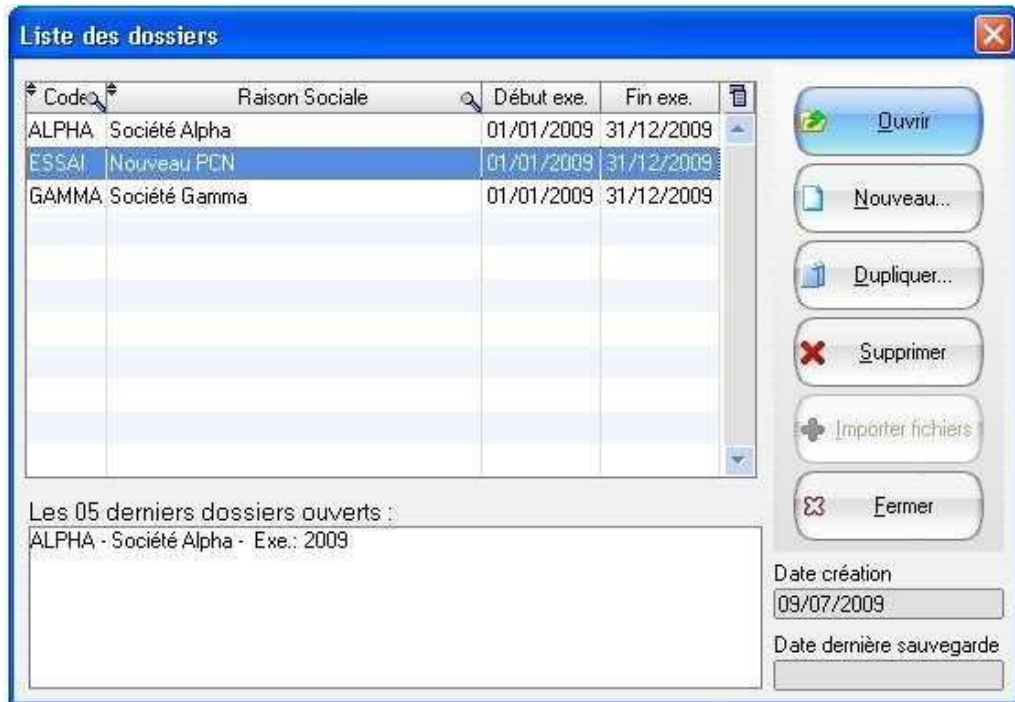 Liste des dossiers
Code Raison Sociale Début exe. Fin exe.
ALPHA Société Alpha 01/01/2009 31/12/2009
ESSAI Nouveau PCN 01/01/2009 31/12/2009
GAMMA Société Gamma 01/01/2009 31/12/2009
Ouvrir
Nouveau...
Dupliquer...
Supprimer
Importer fichiers
Fermer
Les 05 derniers dossiers ouverts :
ALPHA - Société Alpha - Exe.: 2009
Date création
09/07/2009
Date dernière sauvegarde